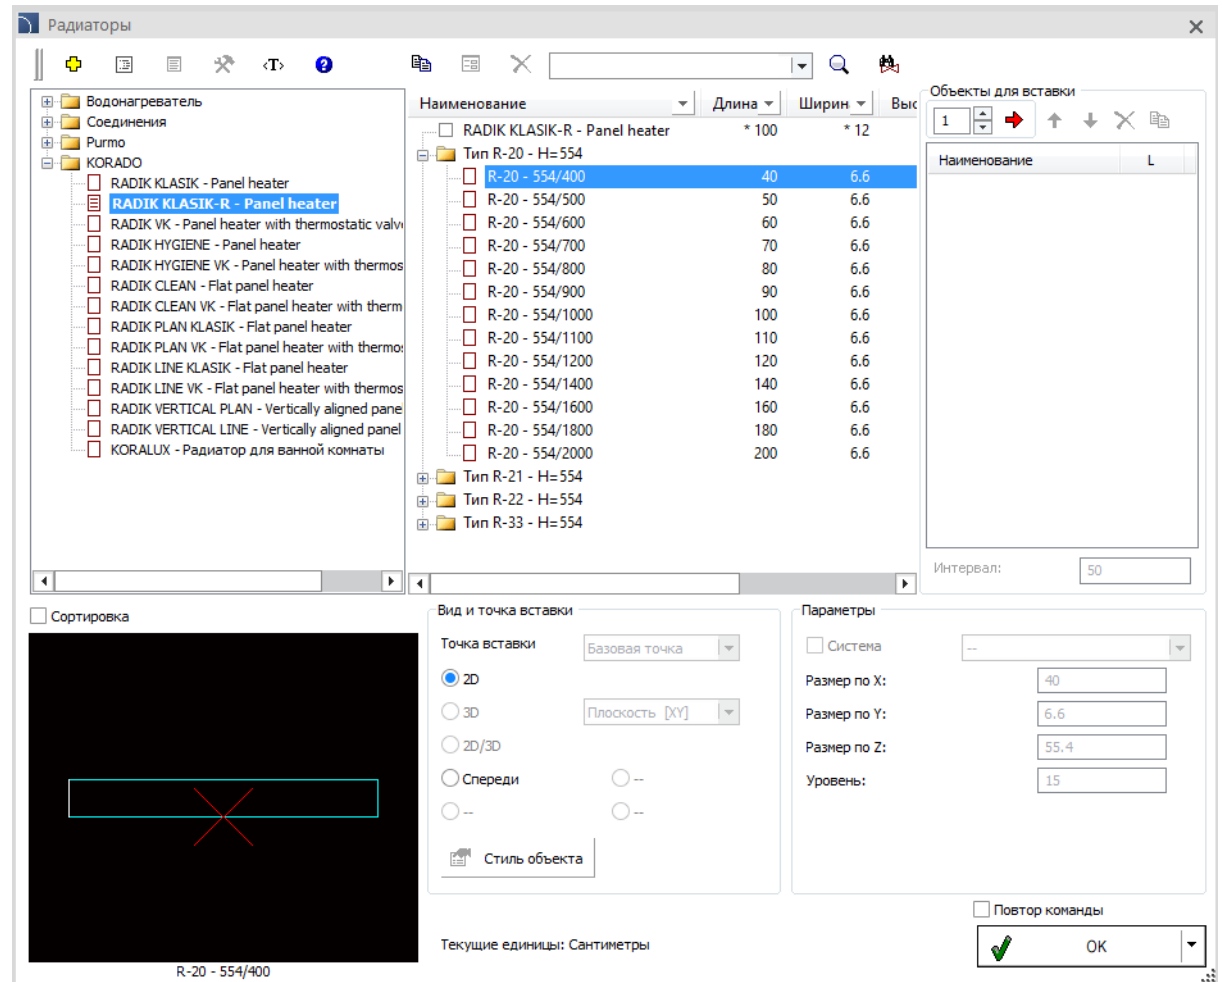 Радиаторы
<T>
Водонагреватель
Соединения
Purmo
KORADO
RADIK KLASIK - Panel heater
RADIK KLASIK-R - Panel heater
RADIK VK - Panel heater with thermostatic valv
RADIK HYGIENE - Panel heater
RADIK HYGIENE VK - Panel heater with thermos
RADIK CLEAN - Flat panel heater
RADIK CLEAN VK - Flat panel heater with therm
RADIK PLAN KLASIK - Flat panel heater
RADIK PLAN VK - Flat panel heater with thermo
RADIK LINE KLASIK - Flat panel heater
RADIK LINE VK - Flat panel heater with thermos
RADIK VERTICAL PLAN - Vertically aligned pane
RADIK VERTICAL LINE - Vertically aligned panel
KORALUX - Радиатор для ванной комнаты
Наименование Длина Ширин Выс
RADIK KLASIK-R - Panel heater * 100 * 12
Тип R-20 - H=554
R-20 - 554/400 40 6.6
R-20 - 554/500 50 6.6
R-20 - 554/600 60 6.6
R-20 - 554/700 70 6.6
R-20 - 554/800 80 6.6
R-20 - 554/900 90 6.6
R-20 - 554/1000 100 6.6
R-20 - 554/1100 110 6.6
R-20 - 554/1200 120 6.6
R-20 - 554/1400 140 6.6
R-20 - 554/1600 160 6.6
R-20 - 554/1800 180 6.6
R-20 - 554/2000 200 6.6
Тип R-21 - H=554
Тип R-22 - H=554
Тип R-33 - H=554
Объекты для вставки
1
Наименование L
Интервал: 50
Сортировка
R-20 - 554/400
Вид и точка вставки
Точка вставки Базовая точка
2D
3D Плоскость [XY]
2D/3D
Спереди --
-- --
Стиль объекта
Параметры
Система --
Размер по X: 40
Размер по Y: 6.6
Размер по Z: 55.4
Уровень: 15
Повтор команды
Текущие единицы: Сантиметры
OK